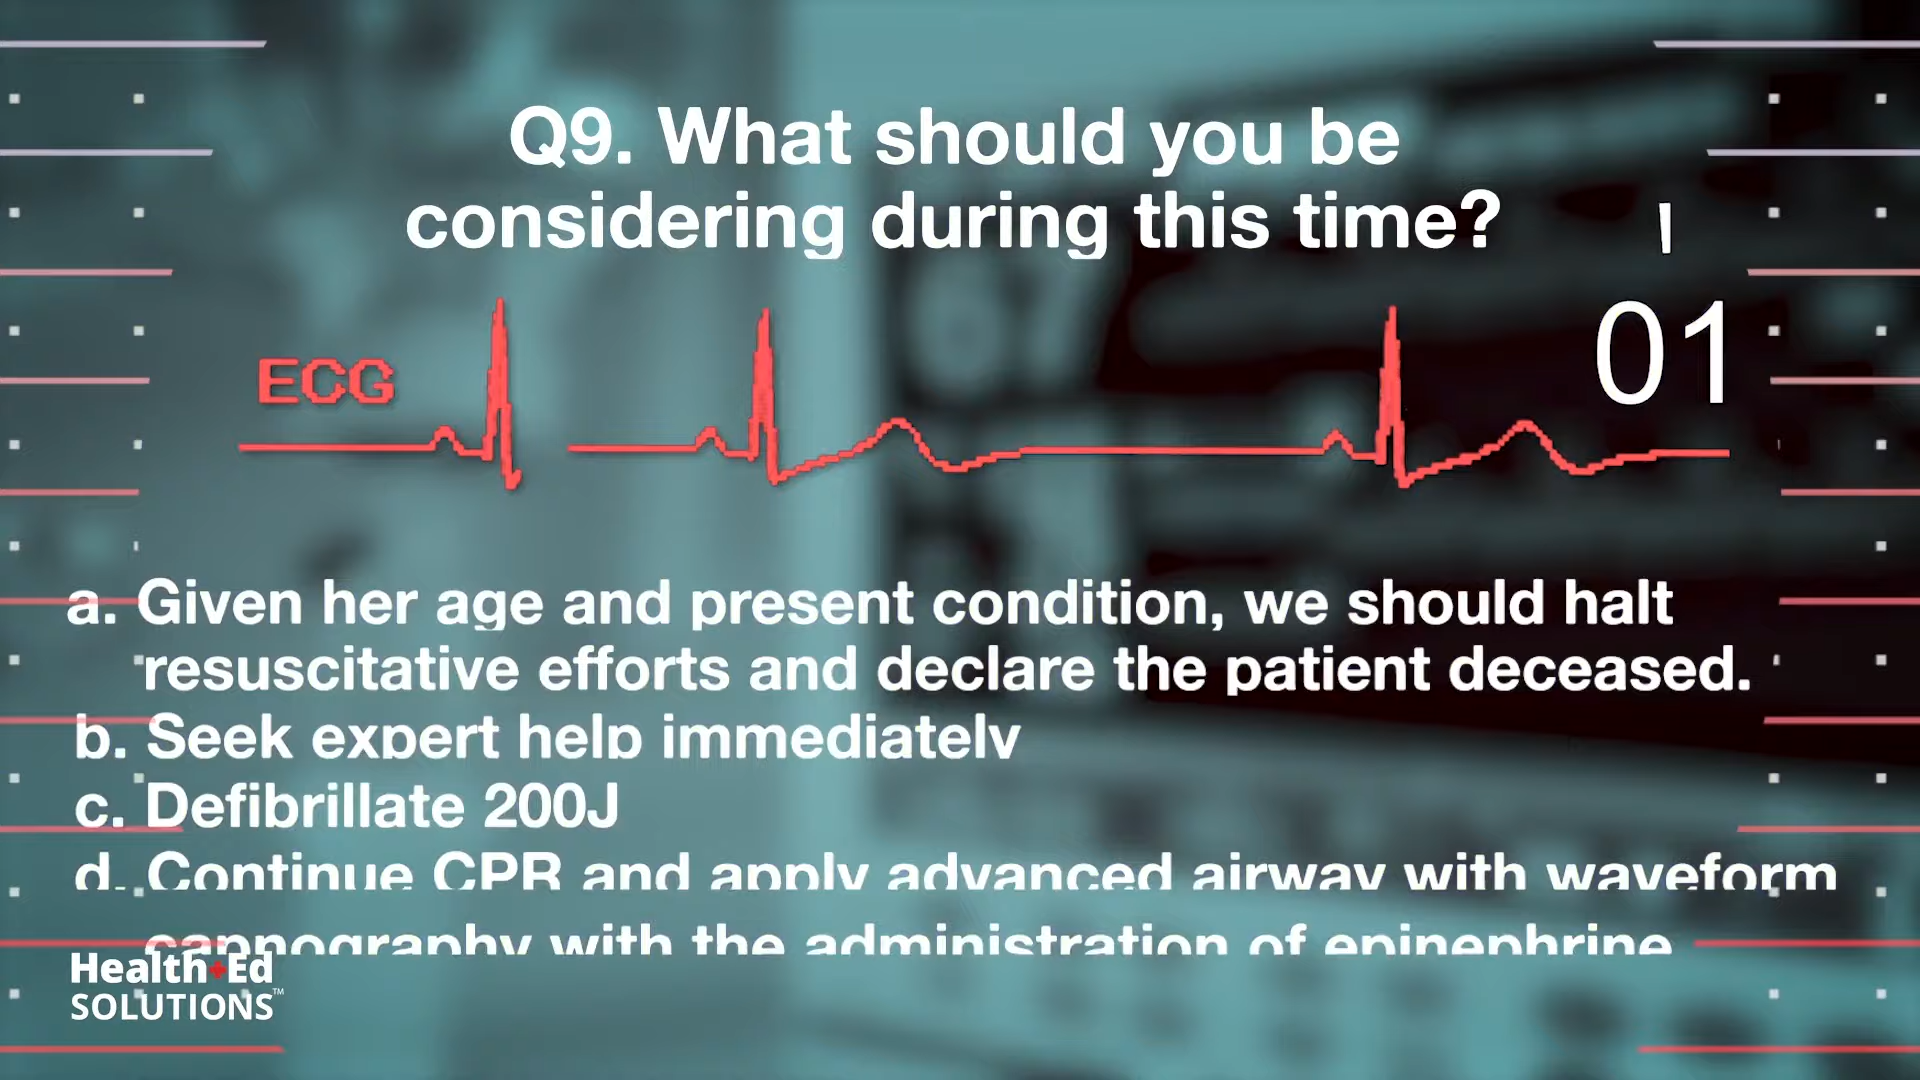 Q9. What should you be
considering during this time?
01
ECG
a. Given her age and present condition, we should halt
resuscitative efforts and declare the patient deceased.
b. Seek expert help immediately
c. Defibrillate 200J
d. Continue CPR and apply advanced airway with waveform
capnography with the administration of epinephrine
Health+Ed
SOLUTIONS™